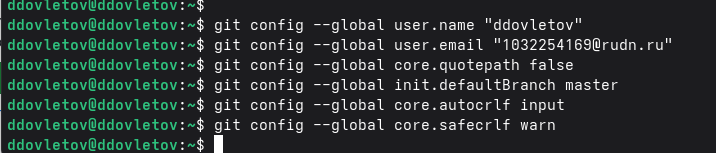 ddovletov@ddovletov:~$
ddovletov@ddovletov:~$ git config --global user.name "ddovletov"
ddovletov@ddovletov:~$ git config --global user.email "1032254169@rudn.ru"
ddovletov@ddovletov:~$ git config --global core.quotepath false
ddovletov@ddovletov:~$ git config --global init.defaultBranch master
ddovletov@ddovletov:~$ git config --global core.autocrlf input
ddovletov@ddovletov:~$ git config --global core.safecrlf warn
ddovletov@ddovletov:~$